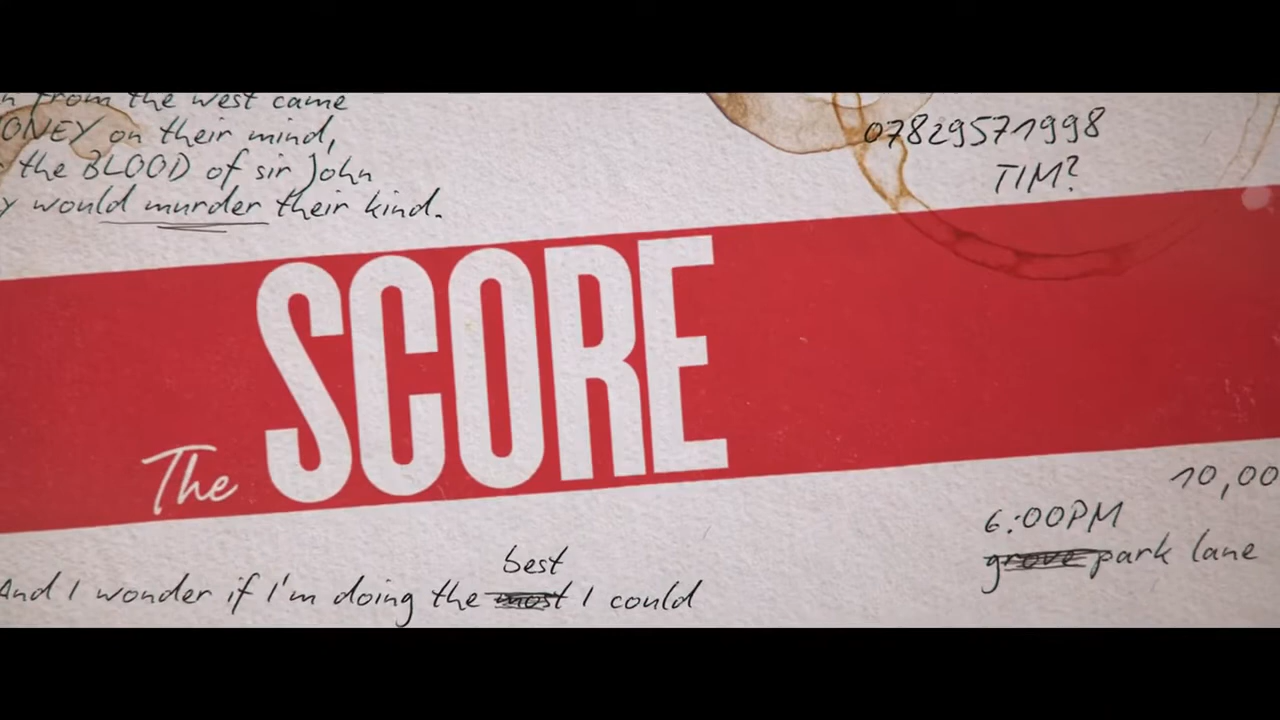 from the west came
ONEY on their mind,
the BLOOD of sir John
would murder their kind.
07829571998
TIM?
The SCORE
10,00
6:00PM
grove park lane
best
And I wonder if I'm doing the most I could